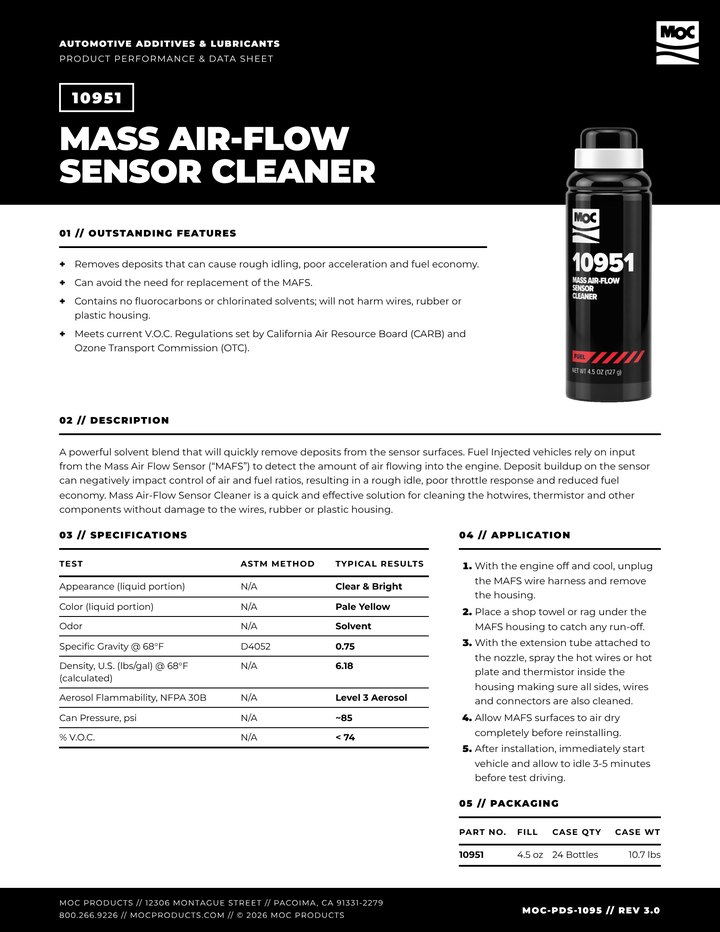 AUTOMOTIVE ADDITIVES & LUBRICANTS
PRODUCT PERFORMANCE & DATA SHEET
MOC
10951
MASS AIR-FLOW
SENSOR CLEANER
MOC
10951
MASS AIR-FLOW
SENSOR
CLEANER
FUEL
NET WT 4.5 OZ (127 g)
01 // OUTSTANDING FEATURES
+ Removes deposits that can cause rough idling, poor acceleration and fuel economy.
+ Can avoid the need for replacement of the MAFS.
+ Contains no fluorocarbons or chlorinated solvents; will not harm wires, rubber or
plastic housing.
+ Meets current V.O.C. Regulations set by California Air Resource Board (CARB) and
Ozone Transport Commission (OTC).
02 // DESCRIPTION
A powerful solvent blend that will quickly remove deposits from the sensor surfaces. Fuel Injected vehicles rely on input
from the Mass Air Flow Sensor (“MAFS”) to detect the amount of air flowing into the engine. Deposit buildup on the sensor
can negatively impact control of air and fuel ratios, resulting in a rough idle, poor throttle response and reduced fuel
economy. Mass Air-Flow Sensor Cleaner is a quick and effective solution for cleaning the hotwires, thermistor and other
components without damage to the wires, rubber or plastic housing.
03 // SPECIFICATIONS
TEST ASTM METHOD TYPICAL RESULTS
Appearance (liquid portion) N/A Clear & Bright
Color (liquid portion) N/A Pale Yellow
Odor N/A Solvent
Specific Gravity @ 68°F D4052 0.75
Density, U.S. (lbs/gal) @ 68°F N/A 6.18
(calculated)
Aerosol Flammability, NFPA 30B N/A Level 3 Aerosol
Can Pressure, psi N/A ~85
% V.O.C. N/A < 74
04 // APPLICATION
1. With the engine off and cool, unplug
the MAFS wire harness and remove
the housing.
2. Place a shop towel or rag under the
MAFS housing to catch any run-off.
3. With the extension tube attached to
the nozzle, spray the hot wires or hot
plate and thermistor inside the
housing making sure all sides, wires
and connectors are also cleaned.
4. Allow MAFS surfaces to air dry
completely before reinstalling.
5. After installation, immediately start
vehicle and allow to idle 3-5 minutes
before test driving.
05 // PACKAGING
PART NO. FILL CASE QTY CASE WT
10951 4.5 oz 24 Bottles 10.7 lbs
MOC PRODUCTS // 12306 MONTAGUE STREET // PACOIMA, CA 91331-2279
800.266.9226 // MOCPRODUCTS.COM // © 2026 MOC PRODUCTS
MOC-PDS-1095 // REV 3.0